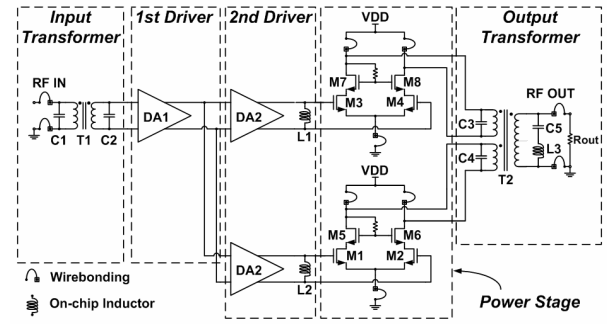 Input Transformer
1st Driver
2nd Driver
Output Transformer
VDD
RF IN
C1
T1
C2
DA1
DA2
L1
M7
M8
M3
M4
C3
C4
T2
RF OUT
C5
L3
Rout
VDD
M5
M6
M1
M2
DA2
L2
Wirebonding
On-chip Inductor
Power Stage